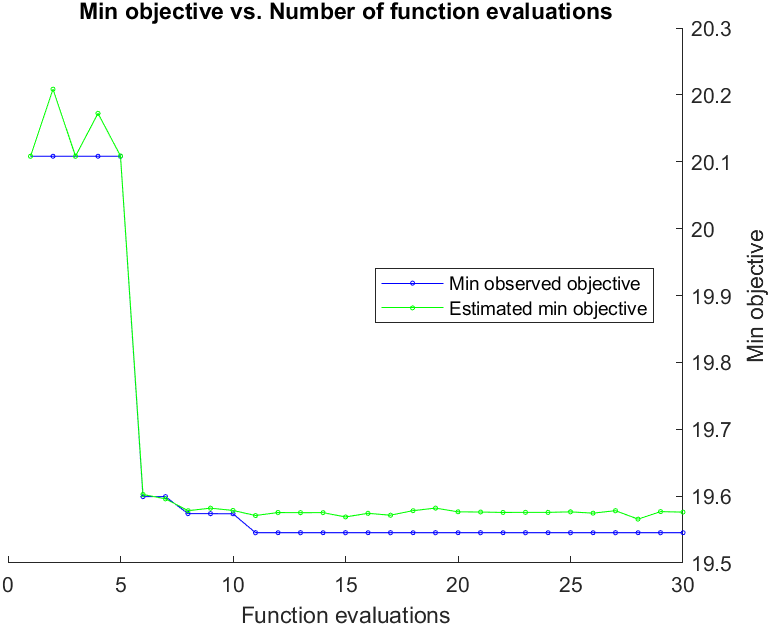 Min objective vs. Number of function evaluations
20.3
20.2
20.1
20
19.9
19.8
19.7
19.6
19.5
Min objective
Min observed objective
Estimated min objective
0 5 10 15 20 25 30
Function evaluations